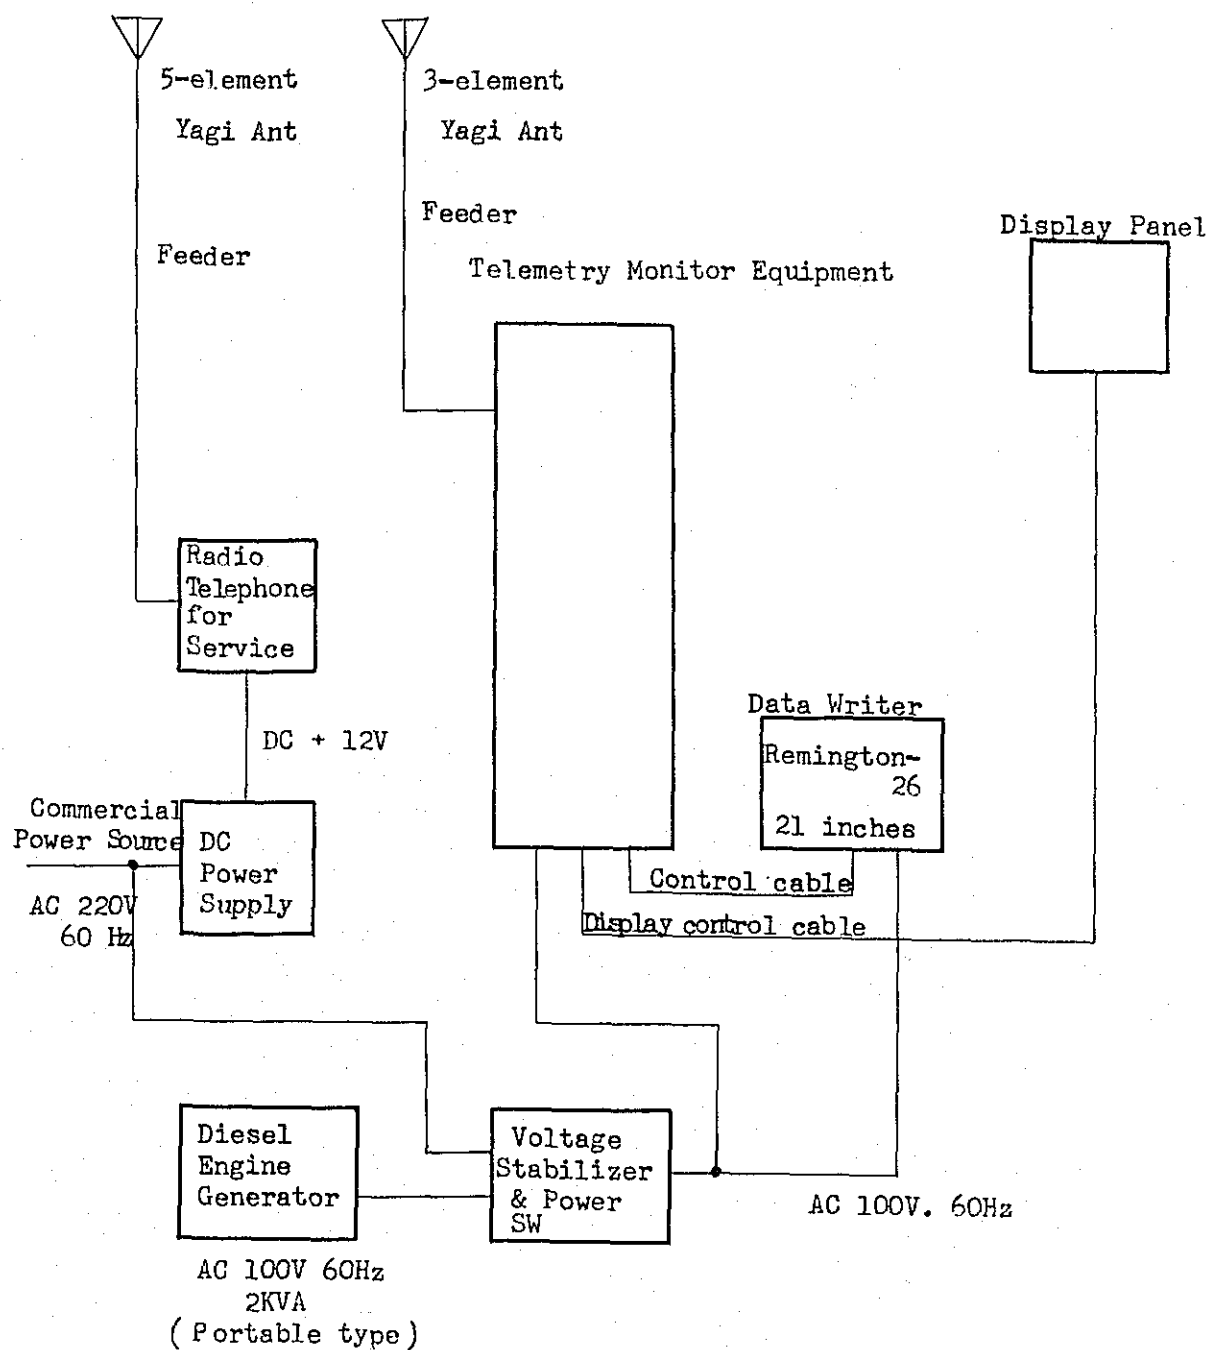 5-element
Yagi Ant
3-element
Yagi Ant
Feeder
Feeder
Telemetry Monitor Equipment
Display Panel
Radio
Telephone
for
Service
DC + 12V
Data Writer
Remington-
26
21 inches
Commercial
Power Source
DC
Power
Supply
AC 220V
60 Hz
Control cable
Display control cable
Diesel
Engine
Generator
Voltage
Stabilizer
& Power
SW
AC 100V. 60Hz
AC 100V 60Hz
2KVA
(Portable type)